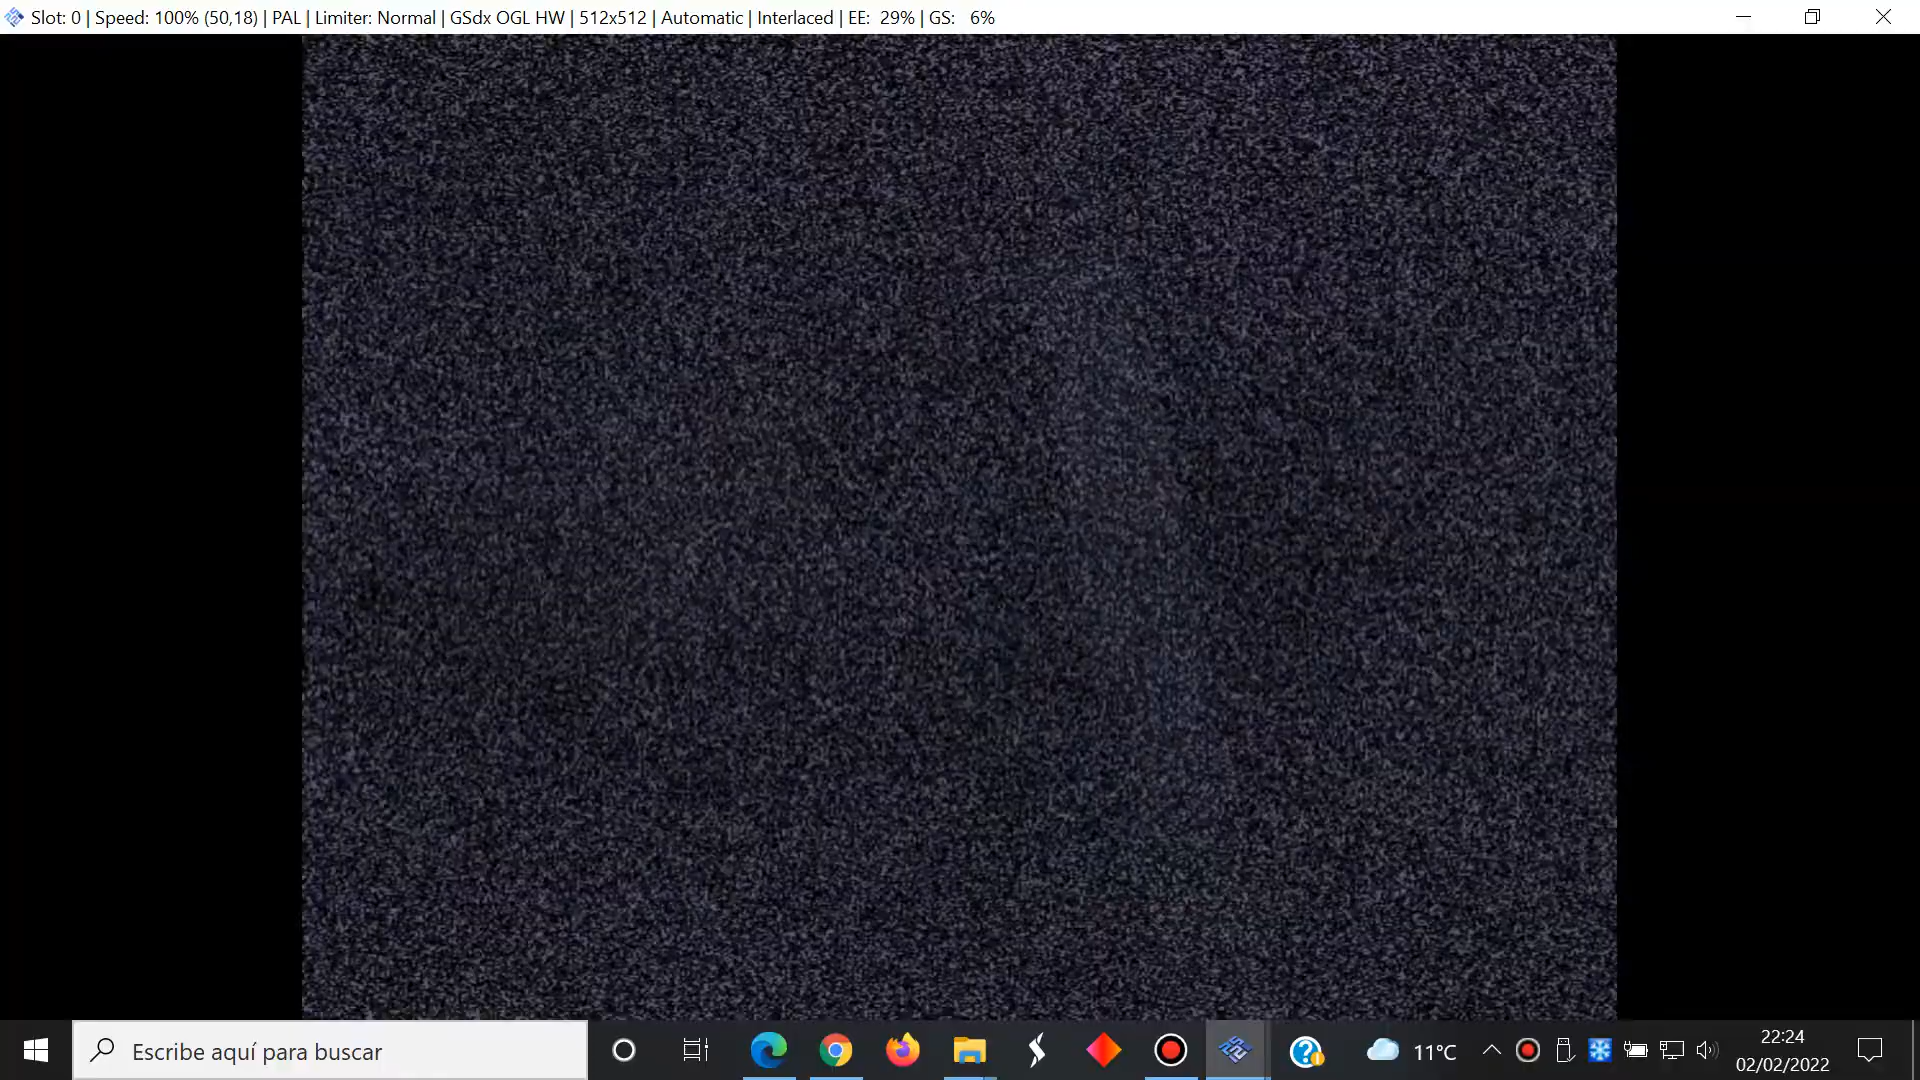 Slot: 0 | Speed: 100% (50,18) | PAL | Limiter: Normal | GSdx OGL HW | 512x512 | Automatic | Interlaced | EE: 29% | GS: 6%
Escribe aquí para buscar
11°C
22:24
02/02/2022